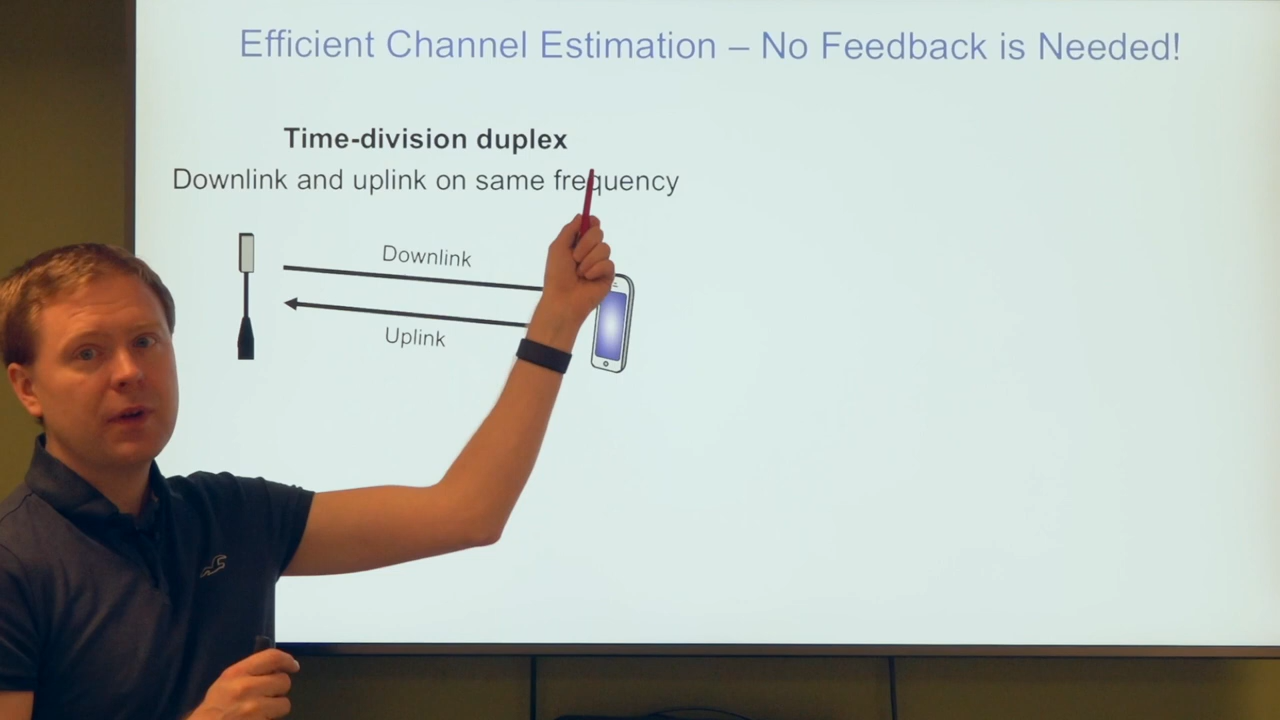 Efficient Channel Estimation – No Feedback is Needed!
Time-division duplex
Downlink and uplink on same frequency
Downlink
Uplink